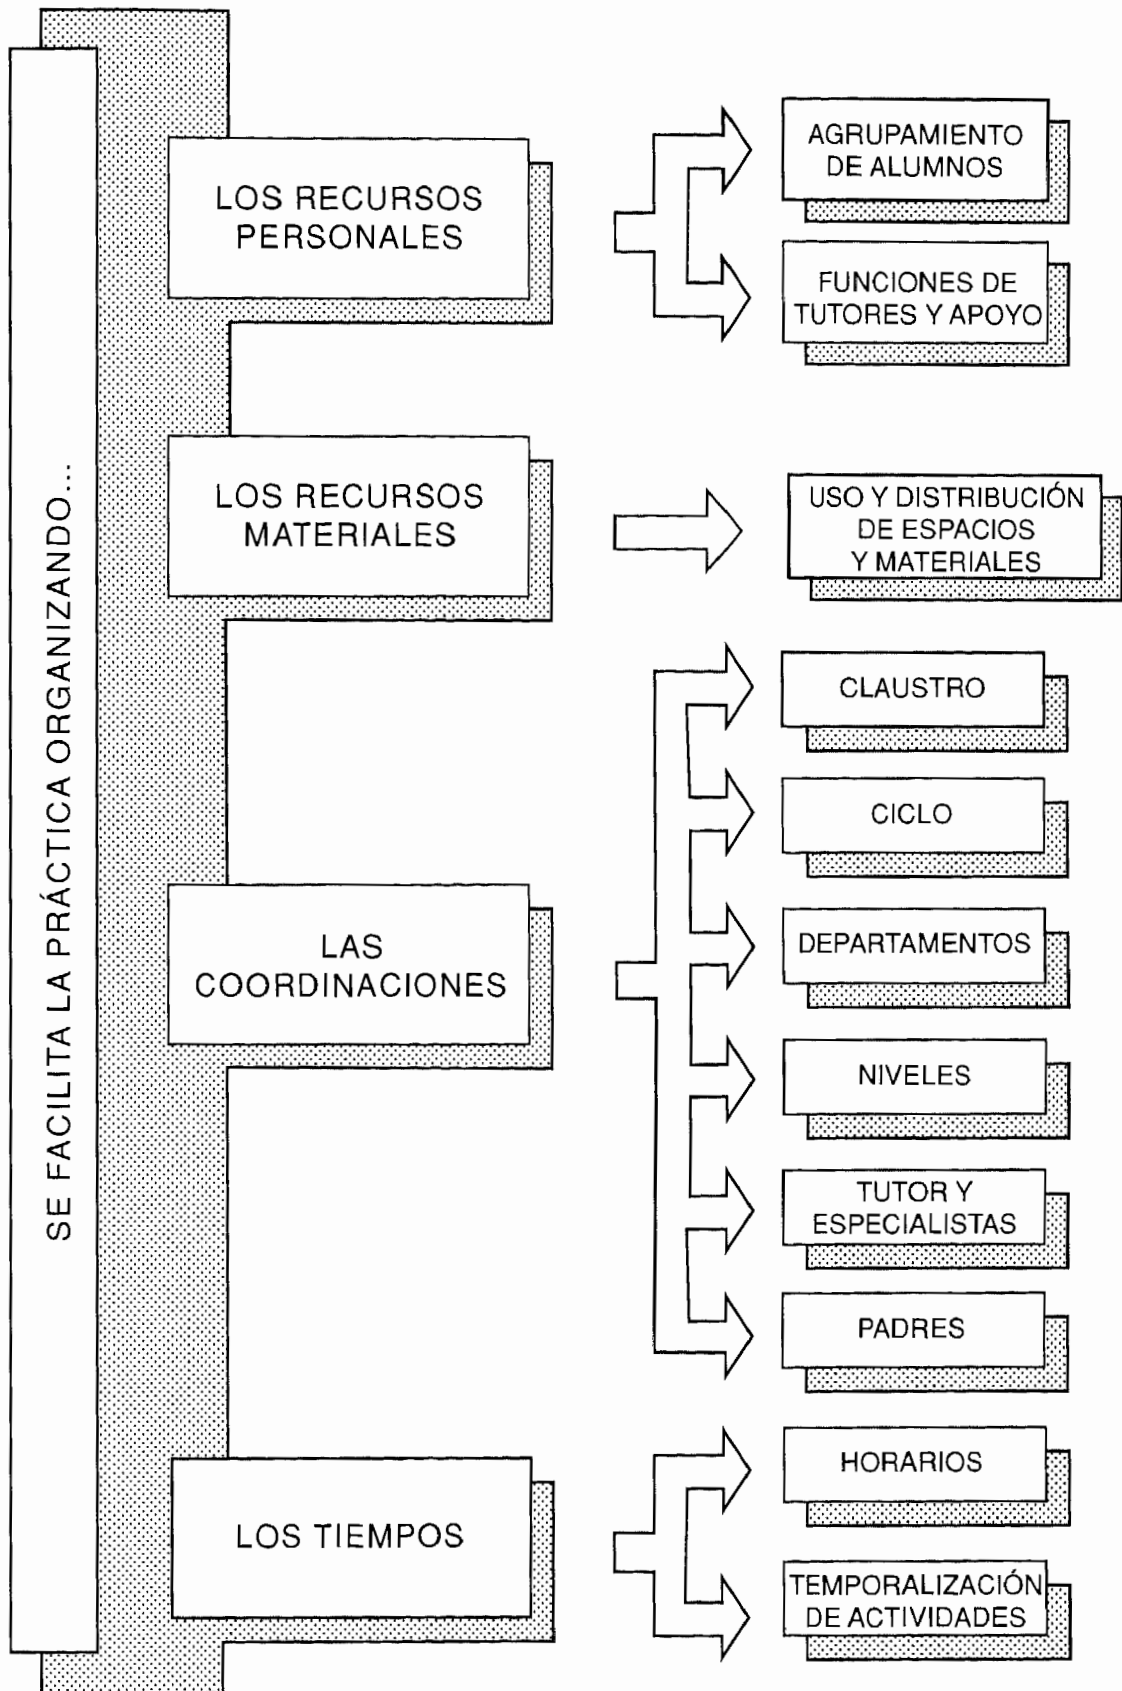 SE FACILITA LA PRÁCTICA ORGANIZANDO...
LOS RECURSOS
PERSONALES
AGRUPAMIENTO
DE ALUMNOS
FUNCIONES DE
TUTORES Y APOYO
LOS RECURSOS
MATERIALES
USO Y DISTRIBUCIÓN
DE ESPACIOS
Y MATERIALES
LAS
COORDINACIONES
CLAUSTRO
CICLO
DEPARTAMENTOS
NIVELES
TUTOR Y
ESPECIALISTAS
PADRES
LOS TIEMPOS
HORARIOS
TEMPORALIZACIÓN
DE ACTIVIDADES